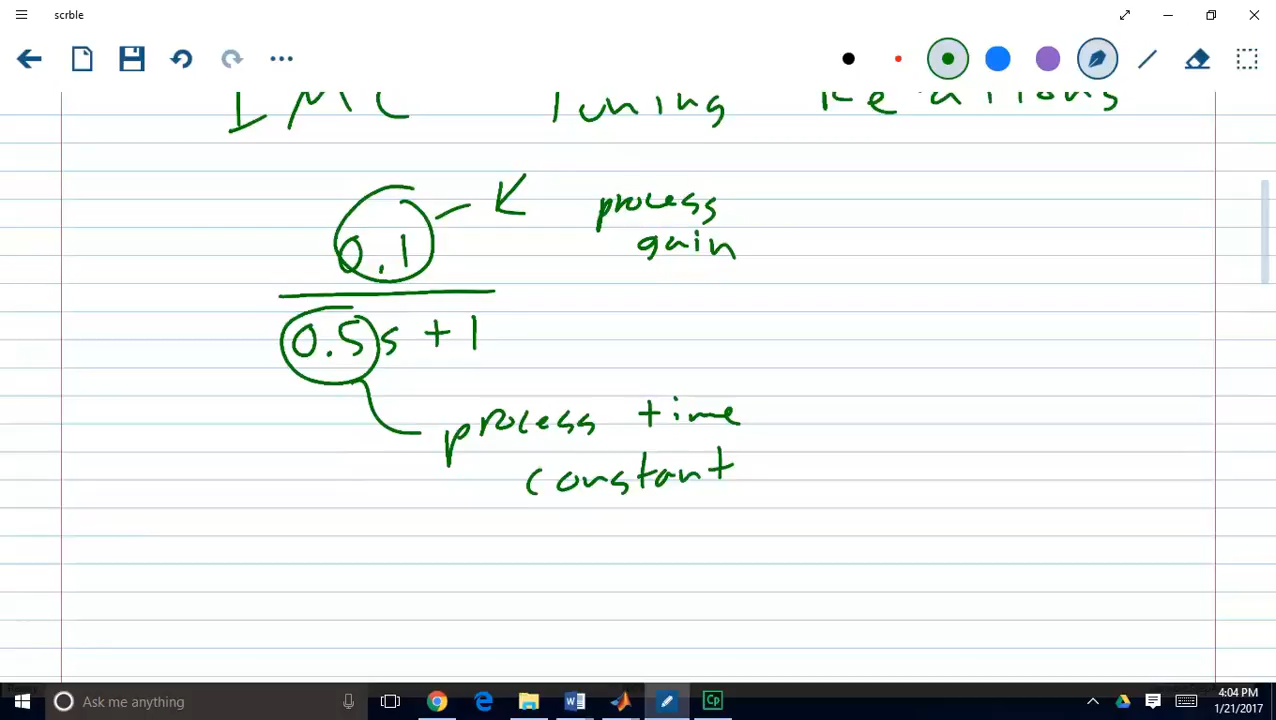 scrble
IMC Tuning Relations
0.1 K process
gain
0.5s + 1
process time
constant
Ask me anything
4:04 PM
1/21/2017